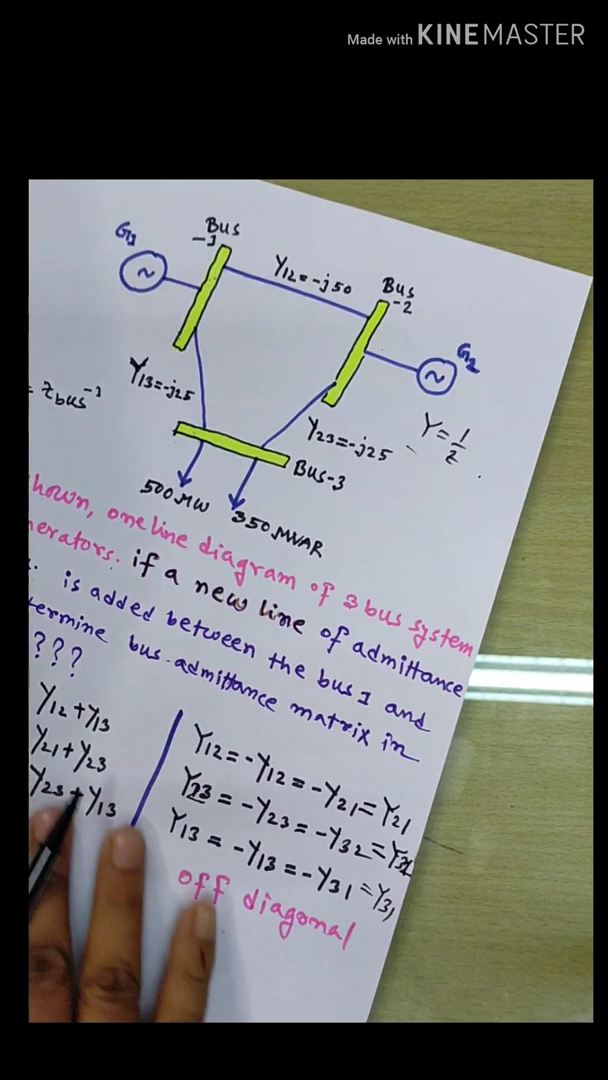 Made with KINEMASTER
G1
Bus
-1
Y12=-j50
Bus
-2
G2
Y13=-j25
= Zbus⁻¹
Y23=-j25
Y=1/z
Bus-3
500MW
350MVAR
hown, one line diagram of 3 bus system
nerators. if a new line of admittance
is added between the bus 1 and
termine bus-admittance matrix in
???
Y12+Y13
Y21+Y23
Y23+Y13
Y12=-Y12=-Y21=Y21
Y23=-Y23=-Y32=Y32
Y13=-Y13=-Y31=Y31
off diagonal